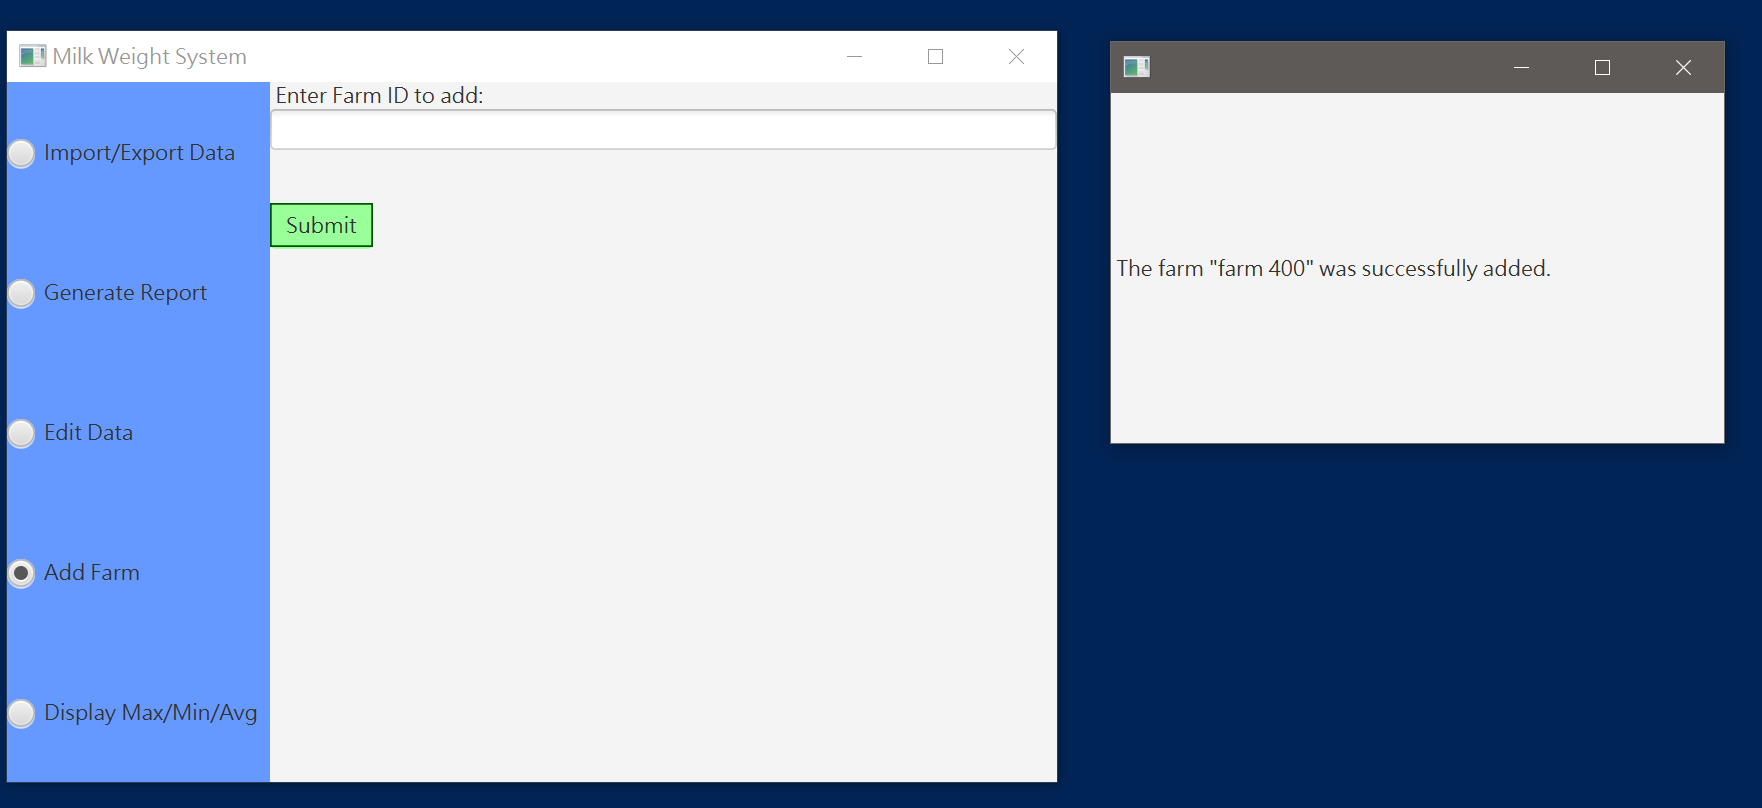 Milk Weight System
Enter Farm ID to add:
Import/Export Data
Submit
Generate Report
Edit Data
Add Farm
Display Max/Min/Avg
The farm "farm 400" was successfully added.